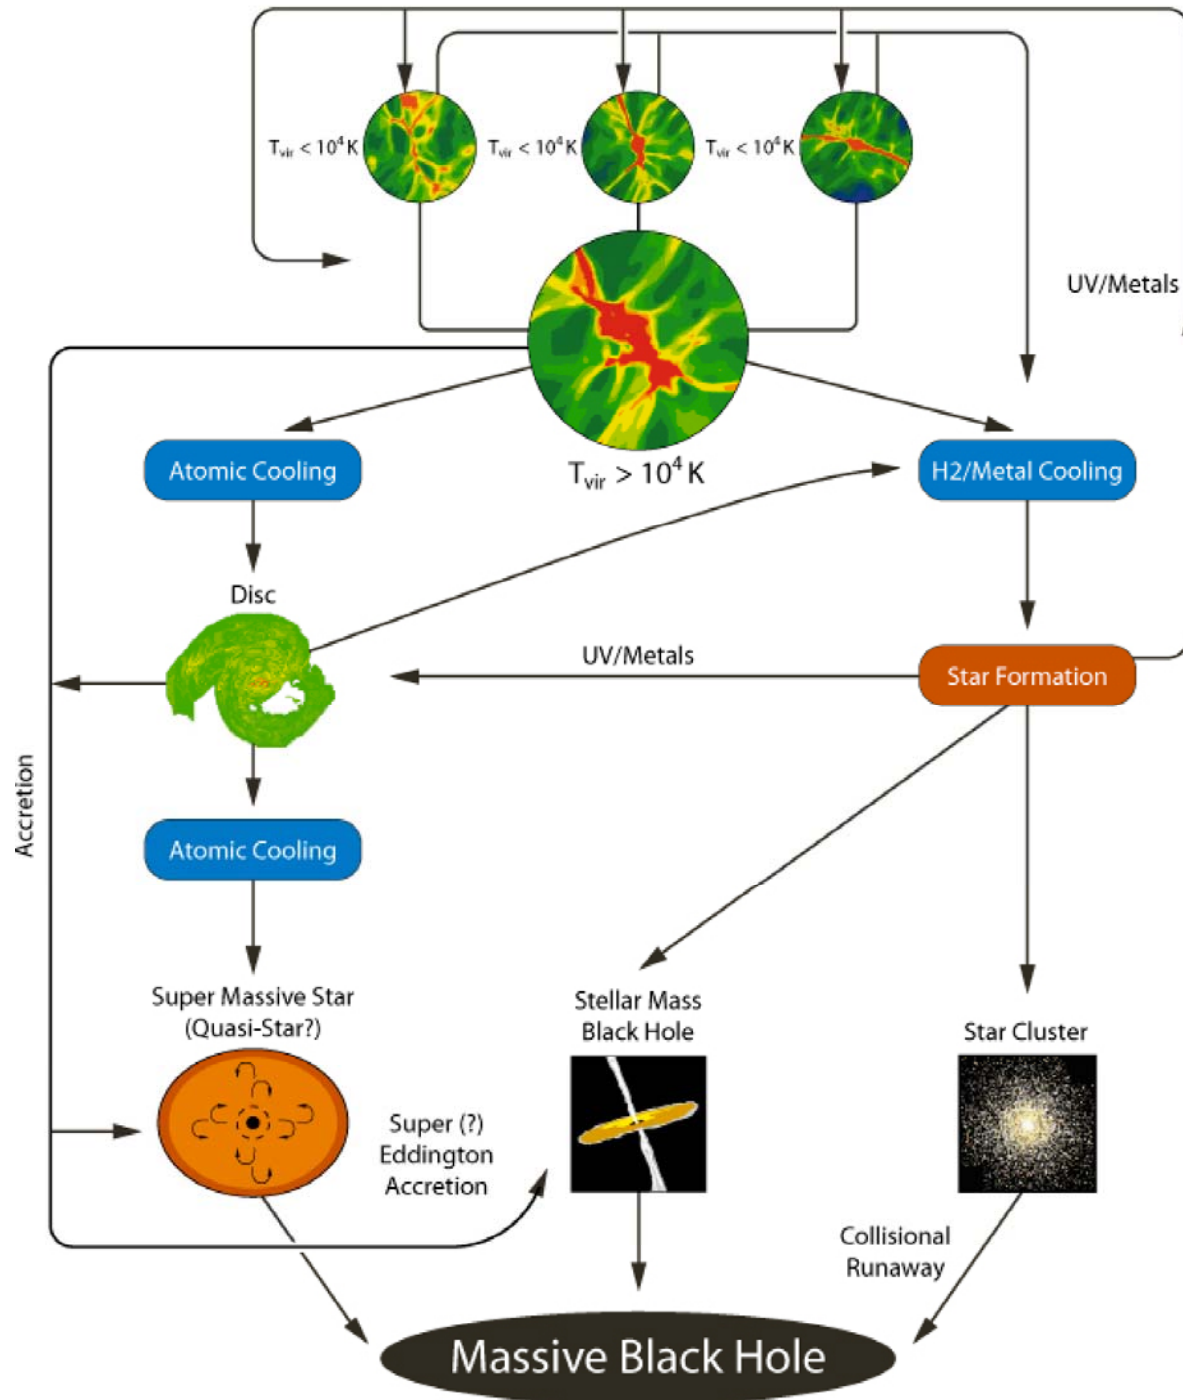 T_vir < 10^4 K
T_vir < 10^4 K
T_vir < 10^4 K
UV/Metals
Atomic Cooling
T_vir > 10^4 K
H2/Metal Cooling
Disc
UV/Metals
Star Formation
Accretion
Atomic Cooling
Super Massive Star
(Quasi-Star?)
Stellar Mass
Black Hole
Star Cluster
Super (?)
Eddington
Accretion
Collisional
Runaway
Massive Black Hole